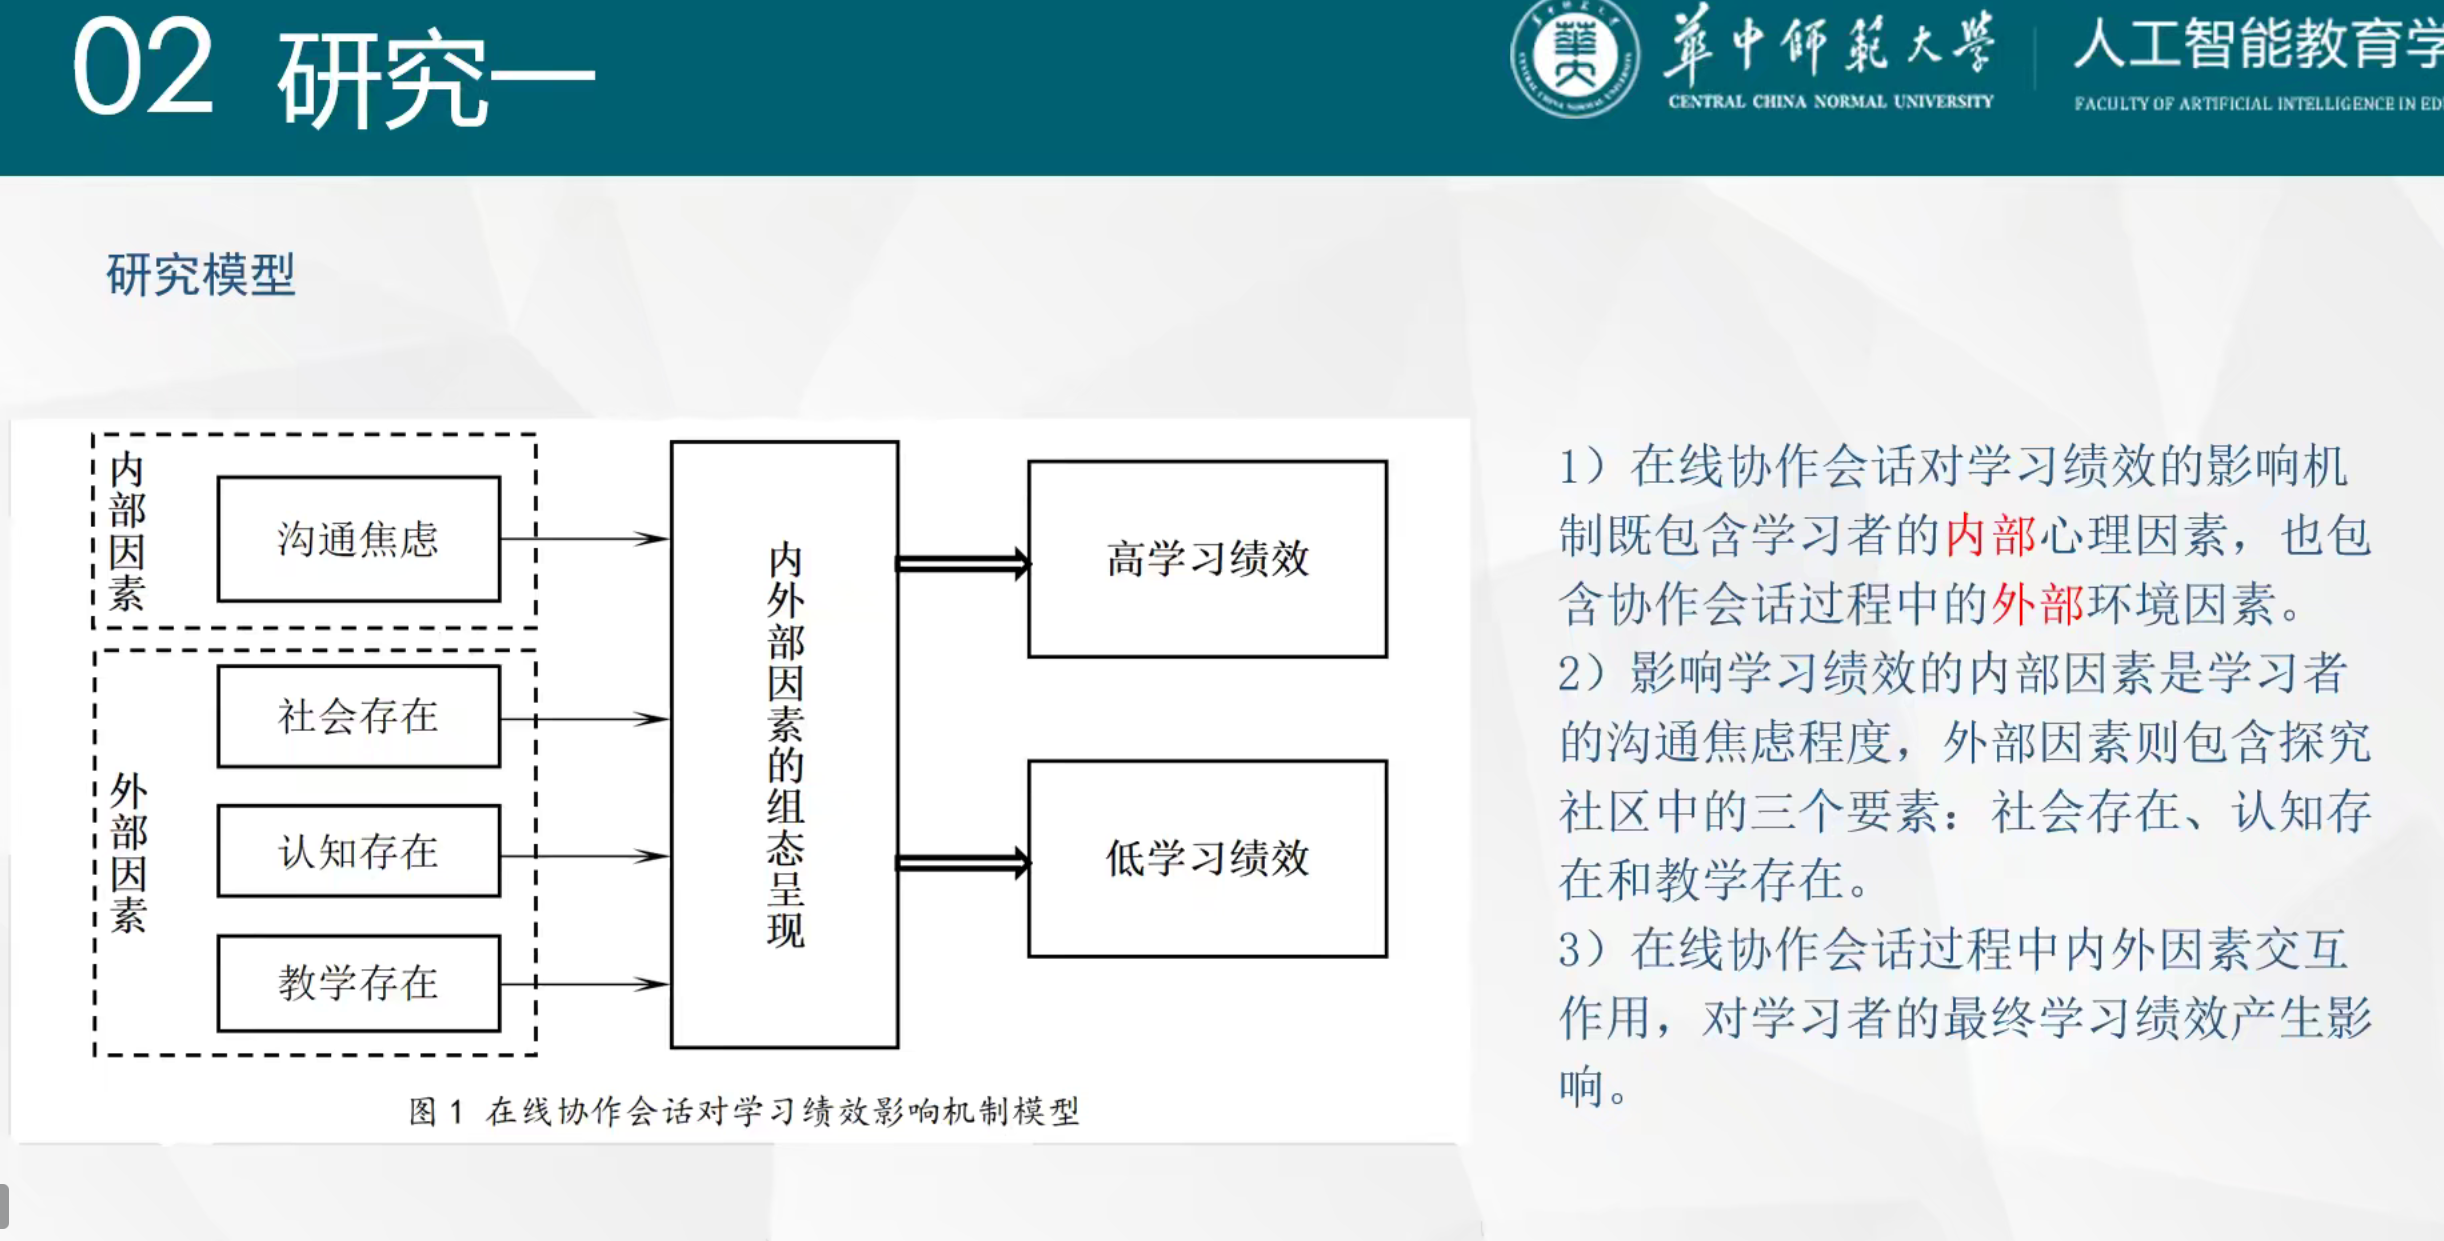 02 研究一
華中師範大學
CENTRAL CHINA NORMAL UNIVERSITY
人工智能教育学
FACULTY OF ARTIFICIAL INTELLIGENCE IN ED
研究模型
内部因素
沟通焦虑
外部因素
社会存在
认知存在
教学存在
内外部因素的组态呈现
高学习绩效
低学习绩效
图1 在线协作会话对学习绩效影响机制模型
1）在线协作会话对学习绩效的影响机
制既包含学习者的内部心理因素，也包
含协作会话过程中的外部环境因素。
2）影响学习绩效的内部因素是学习者
的沟通焦虑程度，外部因素则包含探究
社区中的三个要素：社会存在、认知存
在和教学存在。
3）在线协作会话过程中内外因素交互
作用，对学习者的最终学习绩效产生影
响。